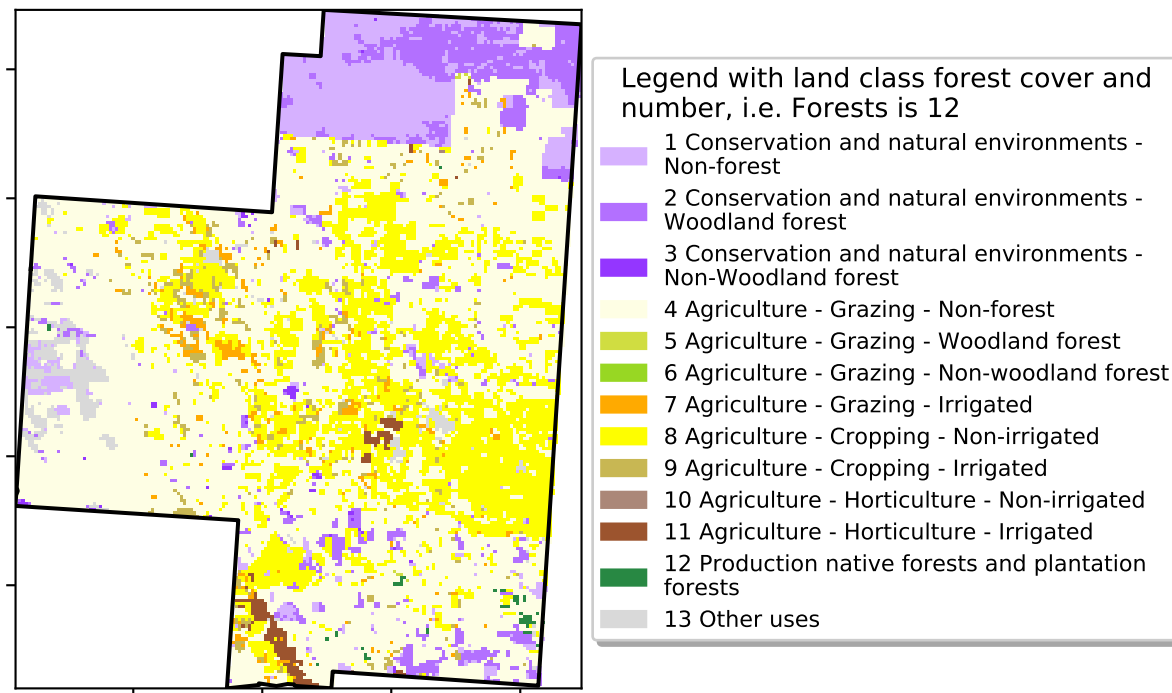 Legend with land class forest cover and
number, i.e. Forests is 12
1 Conservation and natural environments -
Non-forest
2 Conservation and natural environments -
Woodland forest
3 Conservation and natural environments -
Non-Woodland forest
4 Agriculture - Grazing - Non-forest
5 Agriculture - Grazing - Woodland forest
6 Agriculture - Grazing - Non-woodland forest
7 Agriculture - Grazing - Irrigated
8 Agriculture - Cropping - Non-irrigated
9 Agriculture - Cropping - Irrigated
10 Agriculture - Horticulture - Non-irrigated
11 Agriculture - Horticulture - Irrigated
12 Production native forests and plantation
forests
13 Other uses